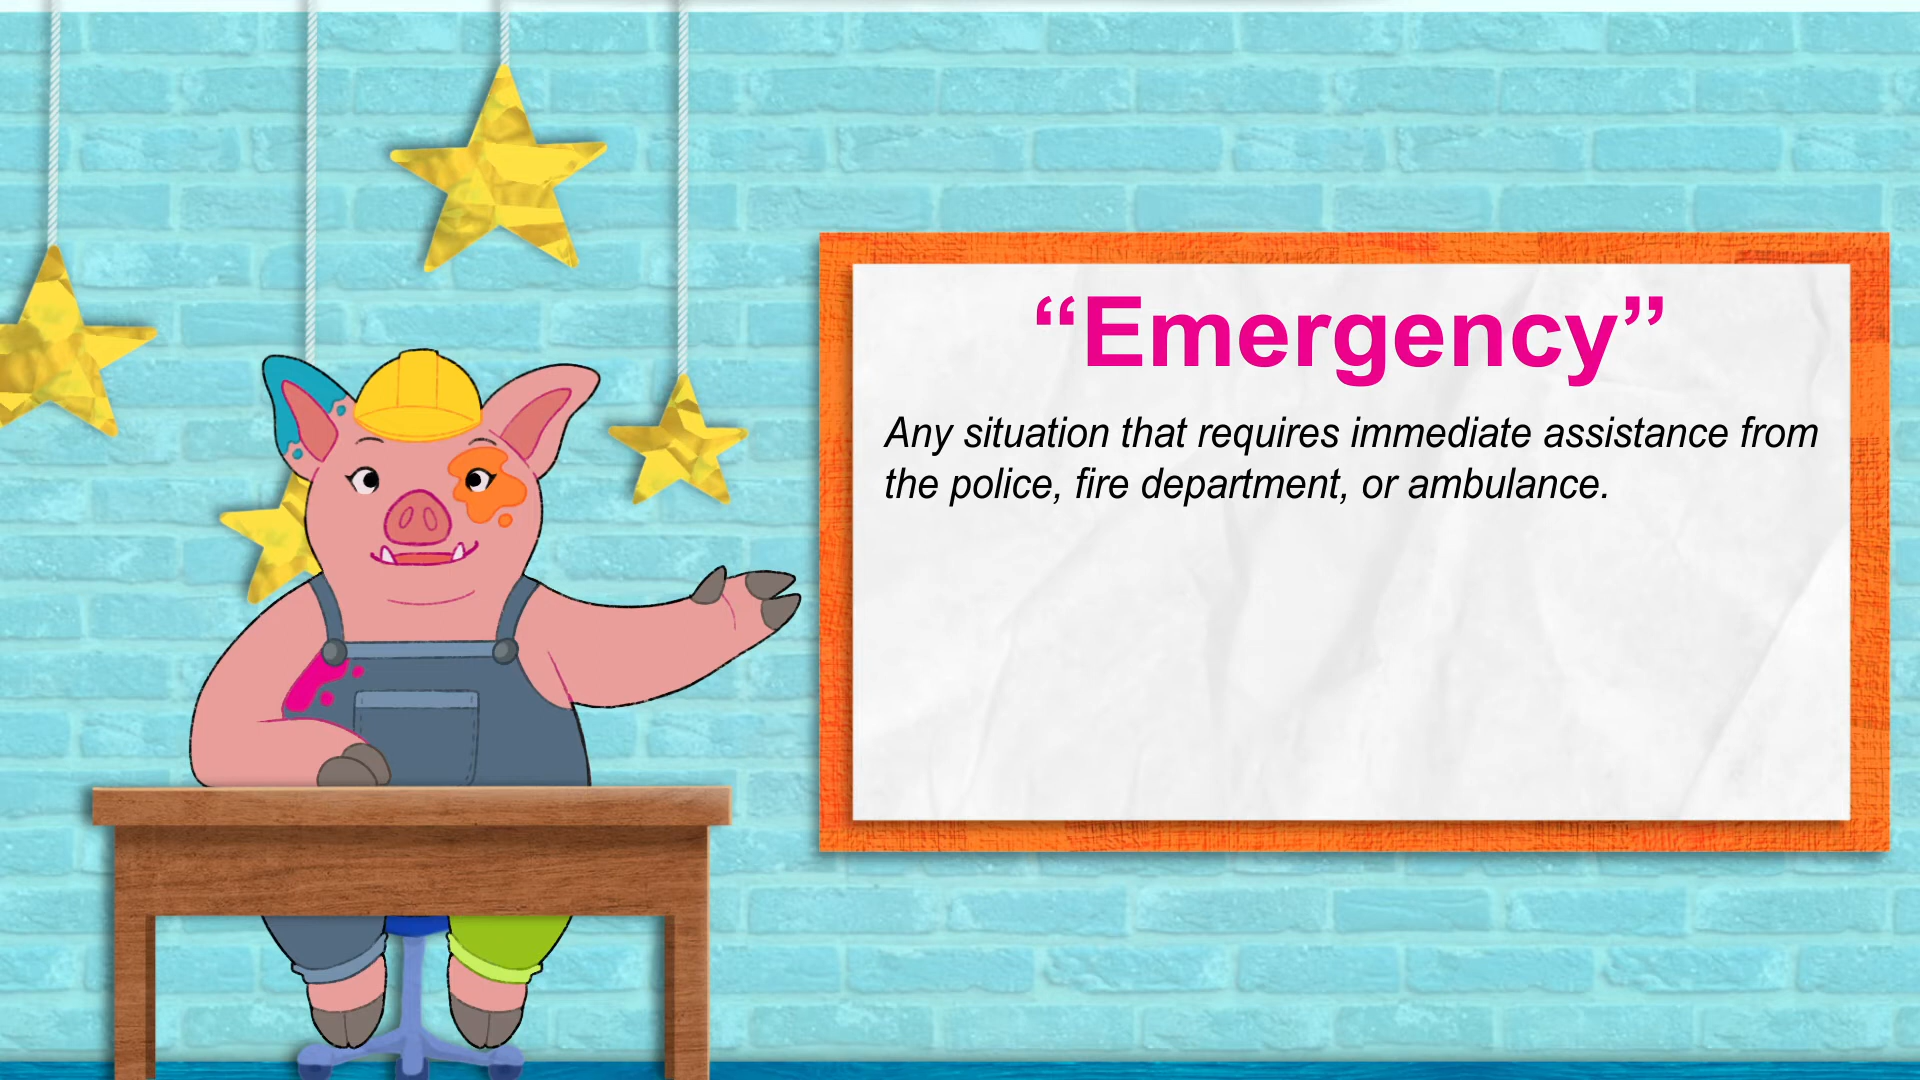 “Emergency”
Any situation that requires immediate assistance from
the police, fire department, or ambulance.